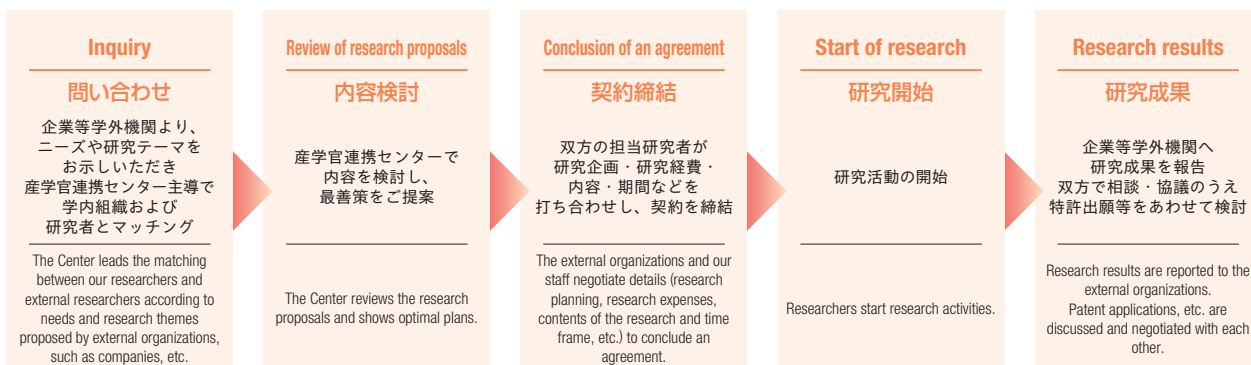 Inquiry
問い合わせ
企業等学外機関より、
ニーズや研究テーマを
お示しいただき
産学官連携センター主導で
学内組織および
研究者とマッチング
The Center leads the matching
between our researchers and
external researchers according to
needs and research themes
proposed by external organizations,
such as companies, etc.
Review of research proposals
内容検討
産学官連携センターで
内容を検討し、
最善策をご提案
The Center reviews the research
proposals and shows optimal plans.
Conclusion of an agreement
契約締結
双方の担当研究者が
研究企画・研究経費・
内容・期間などを
打ち合わせし、契約を締結
The external organizations and our
staff negotiate details (research
planning, research expenses,
contents of the research and time
frame, etc.) to conclude an
agreement.
Start of research
研究開始
研究活動の開始
Researchers start research activities.
Research results
研究成果
企業等学外機関へ
研究成果を報告
双方で相談・協議のうえ
特許出願等をあわせて検討
Research results are reported to the
external organizations.
Patent applications, etc. are
discussed and negotiated with each
other.